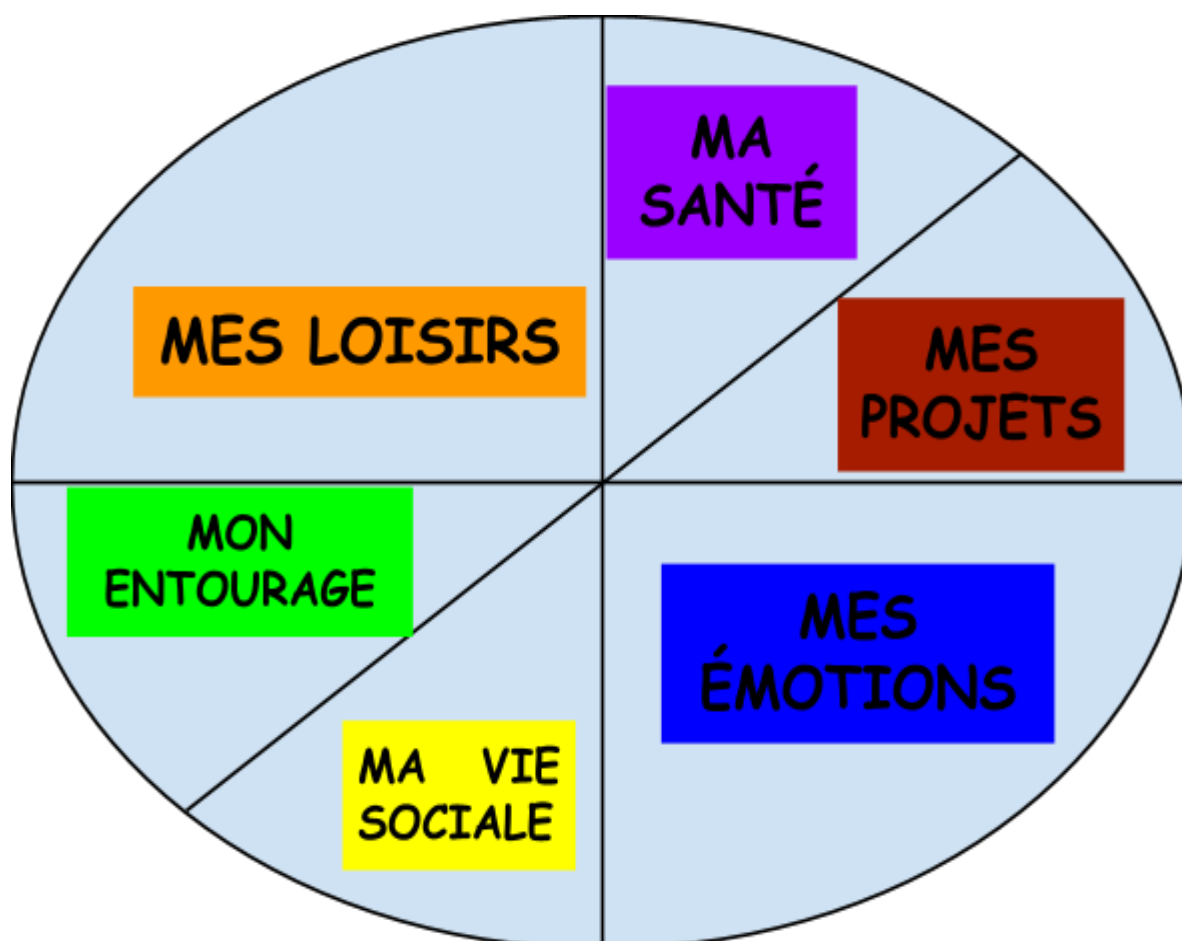 MA
SANTÉ
MES LOISIRS
MES
PROJETS
MON
ENTOURAGE
MES
ÉMOTIONS
MA VIE
SOCIALE